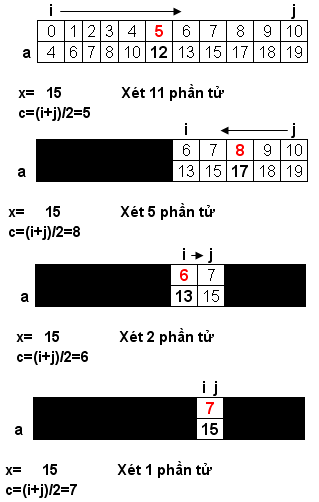 i j
0 1 2 3 4 5 6 7 8 9 10
a 4 6 7 8 10 12 13 15 17 18 19
x= 15 Xét 11 phần tử
c=(i+j)/2=5
i j
6 7 8 9 10
a 13 15 17 18 19
x= 15 Xét 5 phần tử
c=(i+j)/2=8
i j
6 7
a 13 15
x= 15 Xét 2 phần tử
c=(i+j)/2=6
i j
7
a 15
x= 15 Xét 1 phần tử
c=(i+j)/2=7